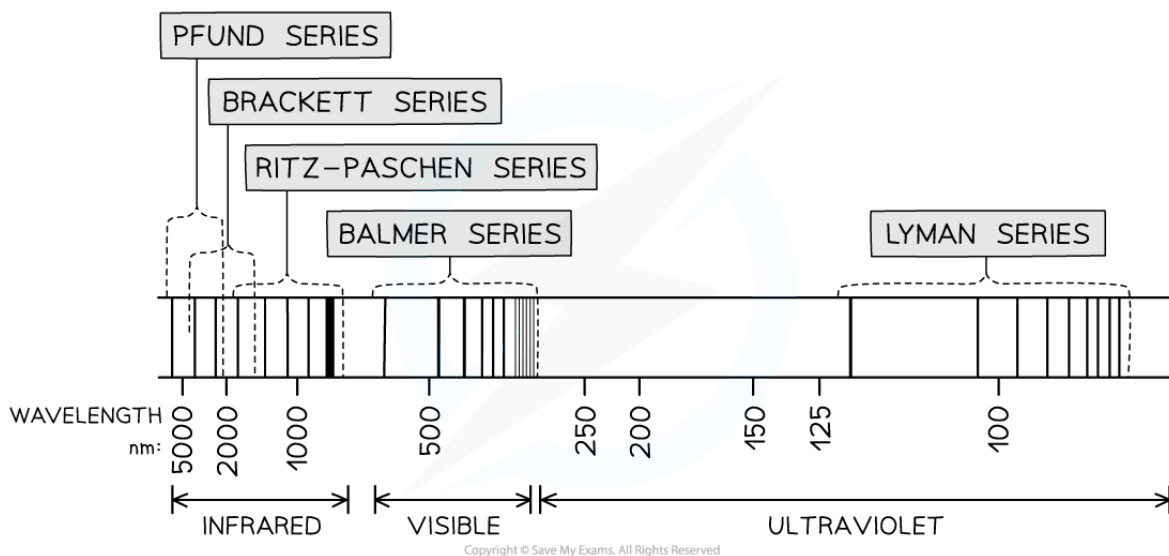 PFUND SERIES
BRACKETT SERIES
RITZ-PASCHEN SERIES
BALMER SERIES
LYMAN SERIES
WAVELENGTH
nm:
5000
2000
1000
500
250
200
150
125
100
INFRARED
VISIBLE
ULTRAVIOLET
Copyright © Save My Exams. All Rights Reserved